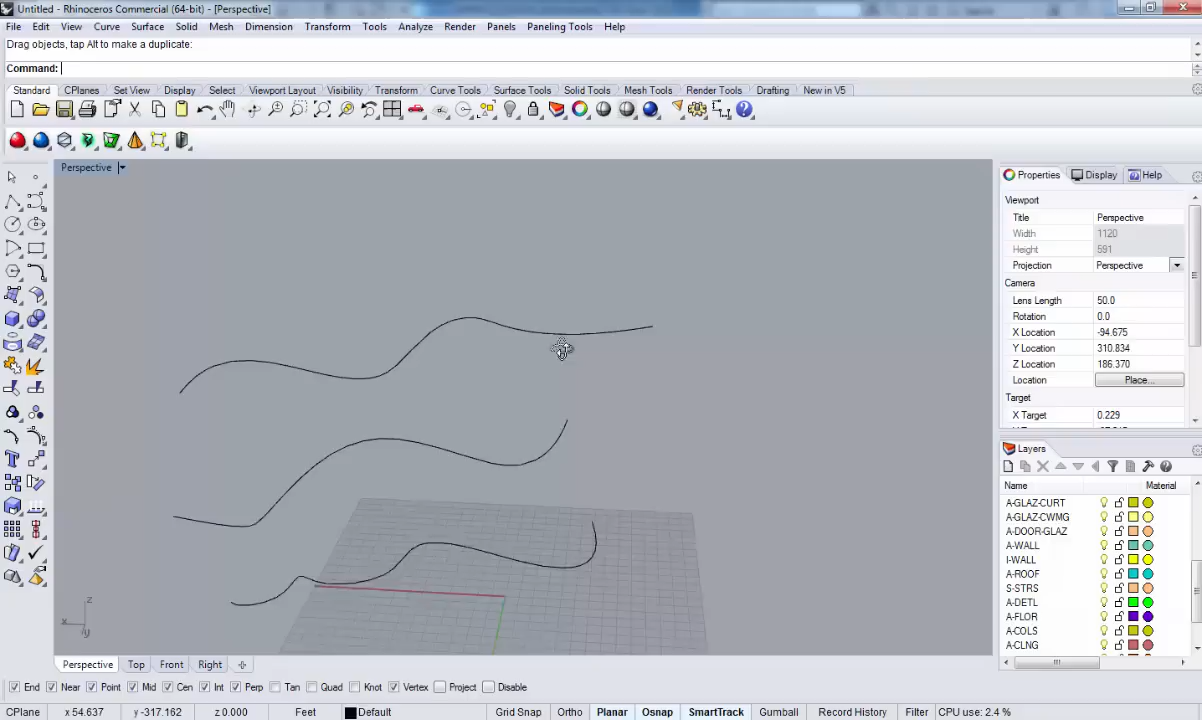 Untitled - Rhinoceros Commercial (64-bit) - [Perspective]
File Edit View Curve Surface Solid Mesh Dimension Transform Tools Analyze Render Panels Paneling Tools Help
Drag objects, tap Alt to make a duplicate:
Command:
Standard CPlanes Set View Display Select Viewport Layout Visibility Transform Curve Tools Surface Tools Solid Tools Mesh Tools Render Tools Drafting New in V5
Perspective
Properties Display Help
Viewport
Title Perspective
Width 1120
Height 591
Projection Perspective
Camera
Lens Length 50.0
Rotation 0.0
X Location -94.675
Y Location 310.834
Z Location 186.370
Location Place...
Target
X Target 0.229
Layers
Name Material
A-GLAZ-CURT
A-GLAZ-CWMG
A-DOOR-GLAZ
A-WALL
I-WALL
A-ROOF
S-STRS
A-DETL
A-FLOR
A-COLS
A-CLNG
z
x
y
Perspective Top Front Right
End Near Point Mid Cen Int Perp Tan Quad Knot Vertex Project Disable
CPlane x 54.637 y -317.162 z 0.000 Feet Default Grid Snap Ortho Planar Osnap SmartTrack Gumball Record History Filter CPU use: 2.4 %